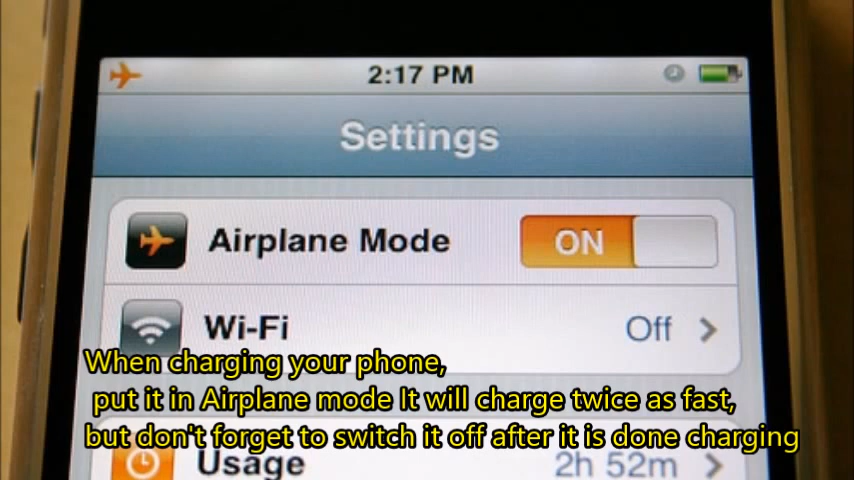 2:17 PM
Settings
Airplane Mode ON
Wi-Fi Off
When charging your phone,
put it in Airplane mode It will charge twice as fast,
but don't forget to switch it off after it is done charging
Usage 2h 52m